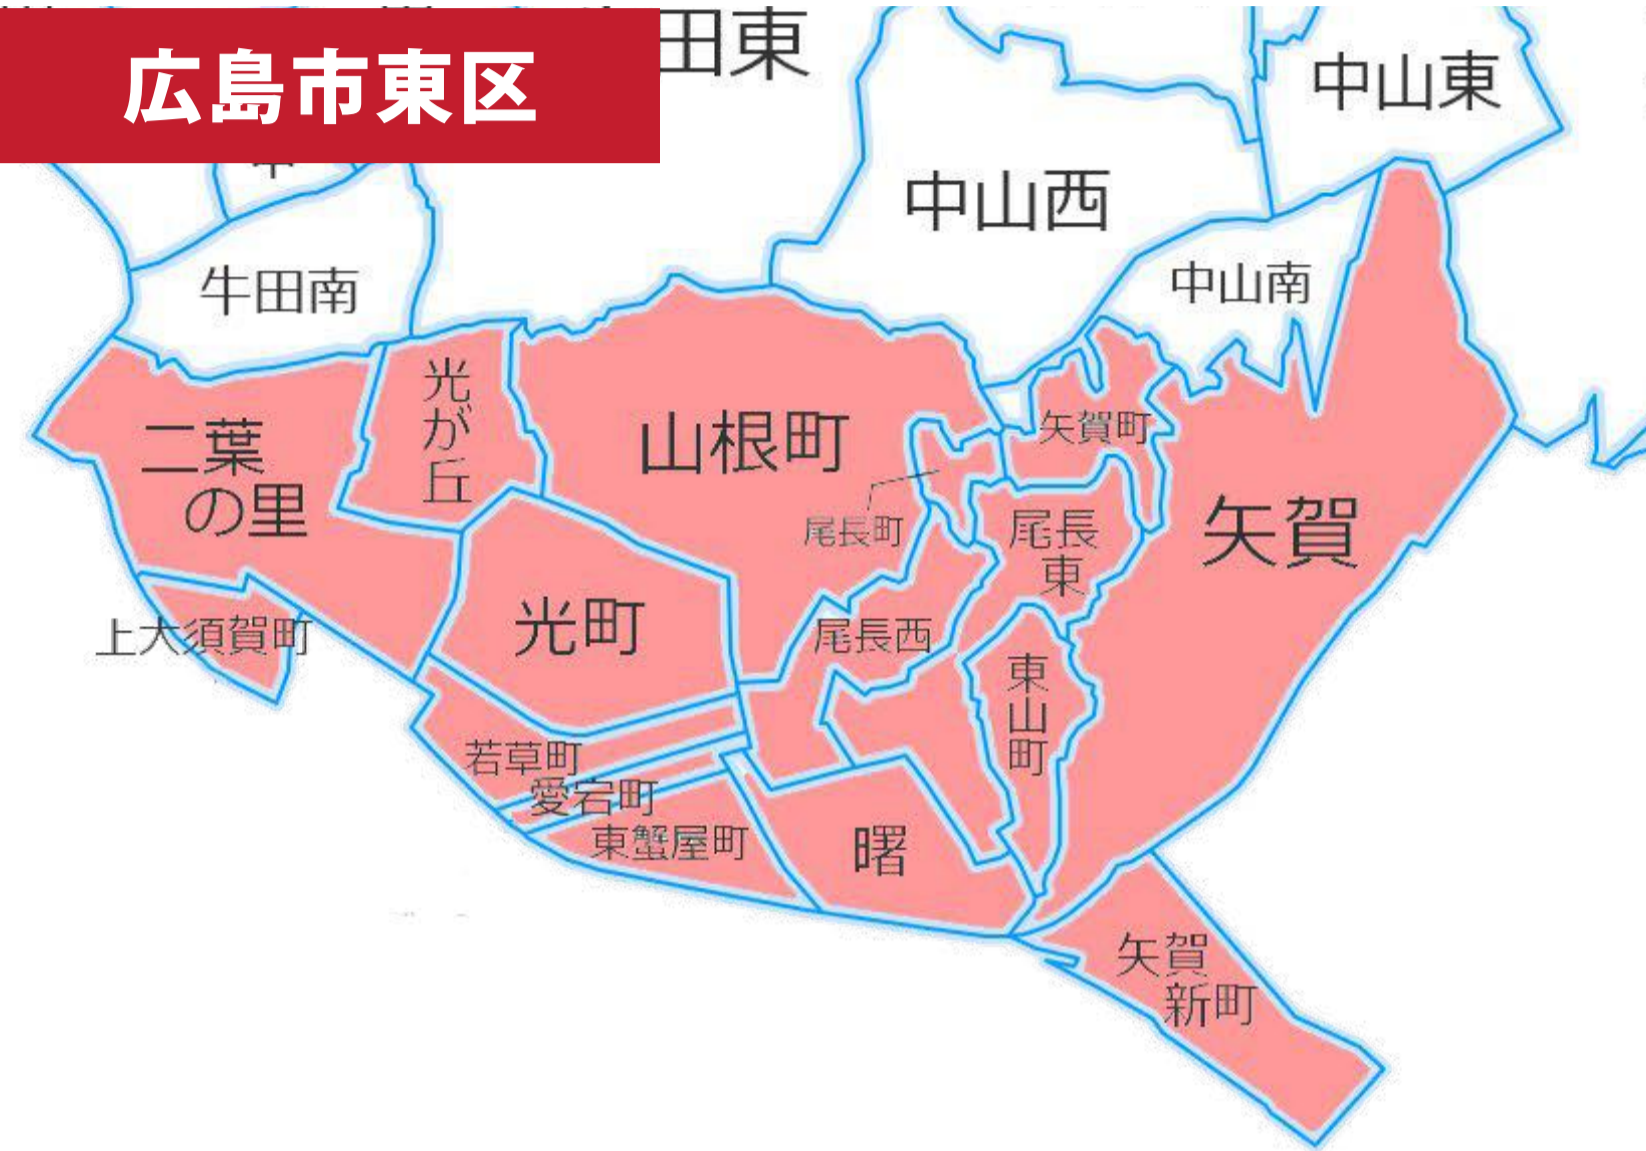 広島市東区
田東
中山東
中山西
牛田南
中山南
光が丘
二葉
の里
山根町
矢賀町
尾長町
尾長
東
矢賀
光町
上大須賀町
尾長西
東山町
若草町
愛宕町
東蟹屋町
曙
矢賀
新町